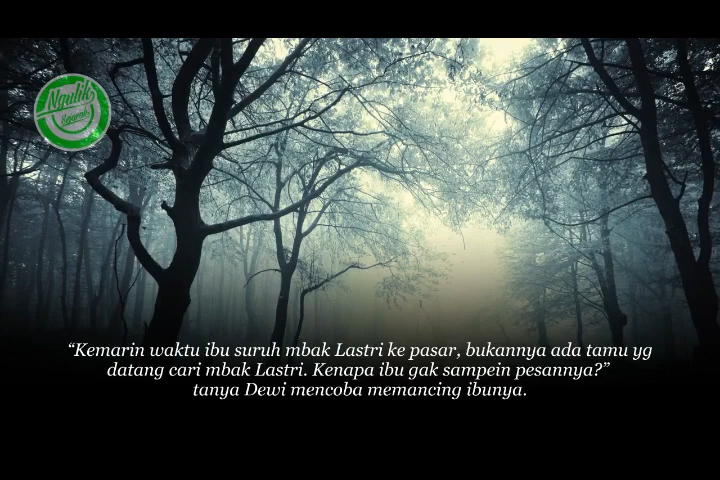 Ngulik
"Kemarin waktu ibu suruh mbak Lastri ke pasar, bukannya ada tamu yg
datang cari mbak Lastri. Kenapa ibu gak sampein pesannya?"
tanya Dewi mencoba memancing ibunya.